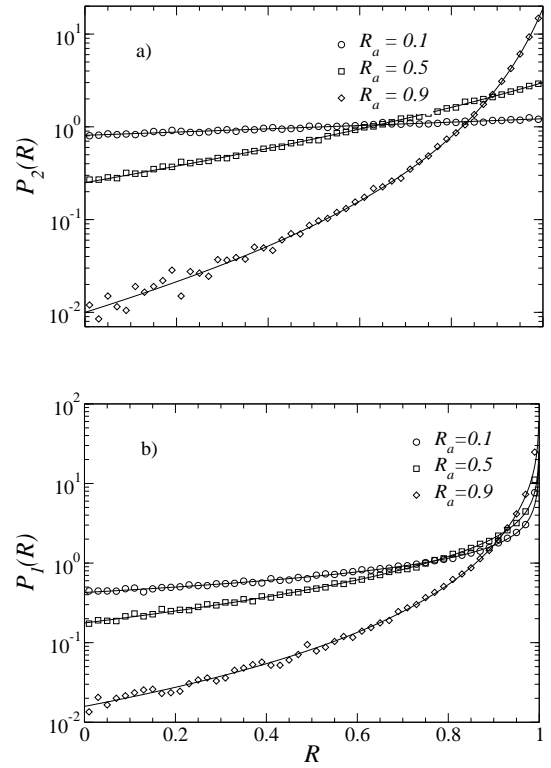 a)
R_a = 0.1
R_a = 0.5
R_a = 0.9
10^1
10^0
10^-1
10^-2
P_2(R)
b)
R_a=0.1
R_a=0.5
R_a=0.9
10^2
10^1
10^0
10^-1
10^-2
P_1(R)
0 0.2 0.4 0.6 0.8 1
R